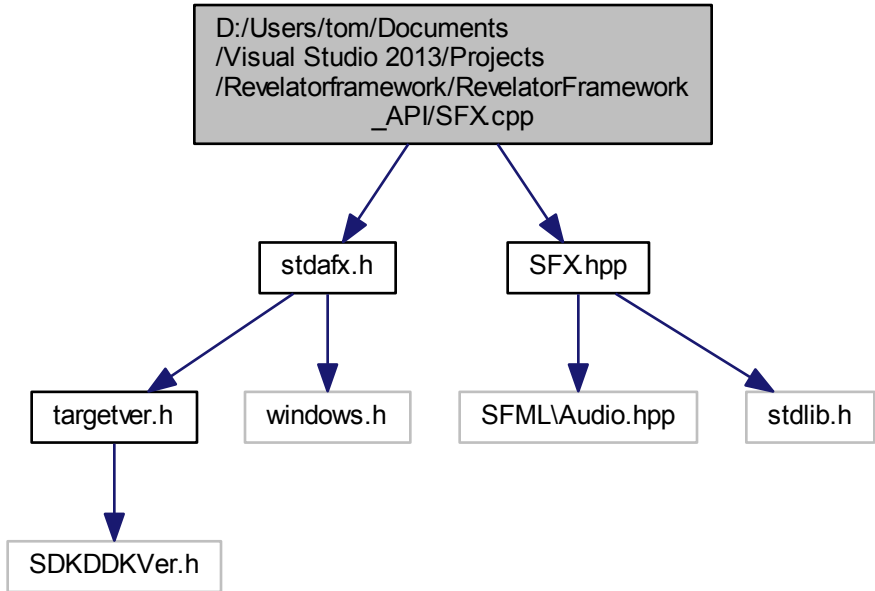 D:/Users/tom/Documents
/Visual Studio 2013/Projects
/Revelatorframework/RevelatorFramework
_API/SFX.cpp
stdafx.h
SFX.hpp
targetver.h
windows.h
SFML\Audio.hpp
stdlib.h
SDKDDKVer.h